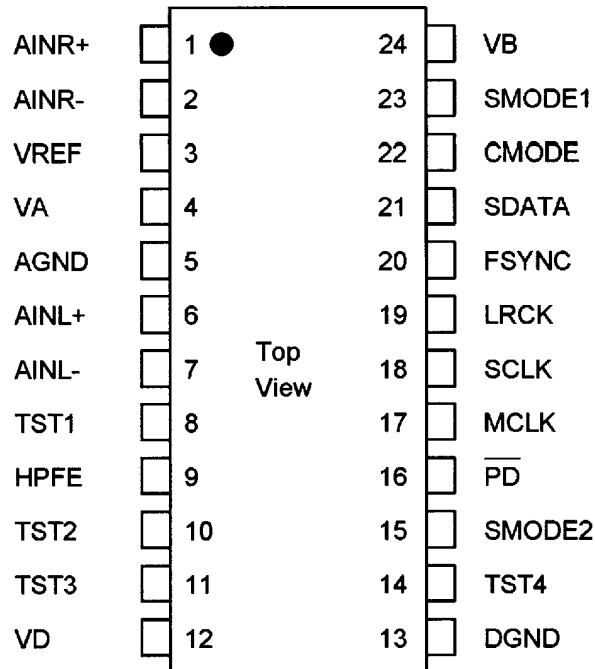 AINR+ 1 24 VB
AINR- 2 23 SMODE1
VREF 3 22 CMODE
VA 4 21 SDATA
AGND 5 20 FSYNC
AINL+ 6 19 LRCK
Top
AINL- 7 18 SCLK
View
TST1 8 17 MCLK
HPFE 9 16 PD
TST2 10 15 SMODE2
TST3 11 14 TST4
VD 12 13 DGND